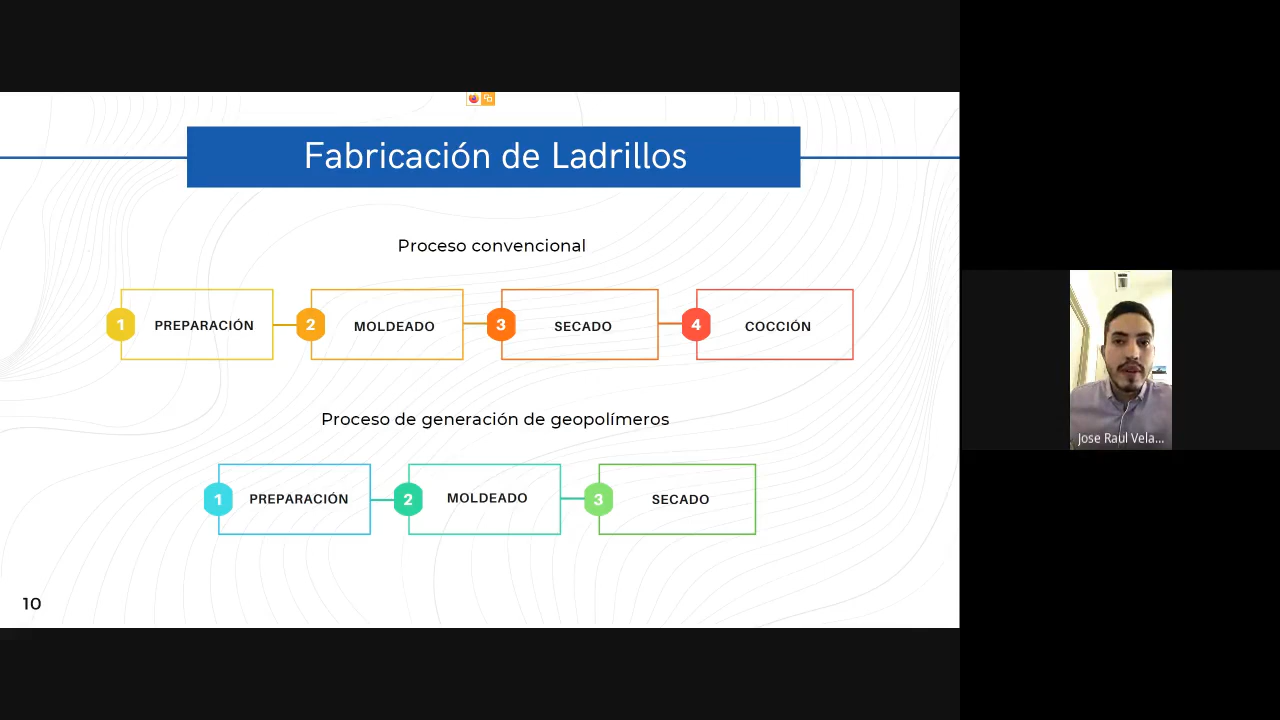 Fabricación de Ladrillos
Proceso convencional
1 PREPARACIÓN 2 MOLDEADO 3 SECADO 4 COCCIÓN
Proceso de generación de geopolímeros
1 PREPARACIÓN 2 MOLDEADO 3 SECADO
10
Jose Raul Vela...